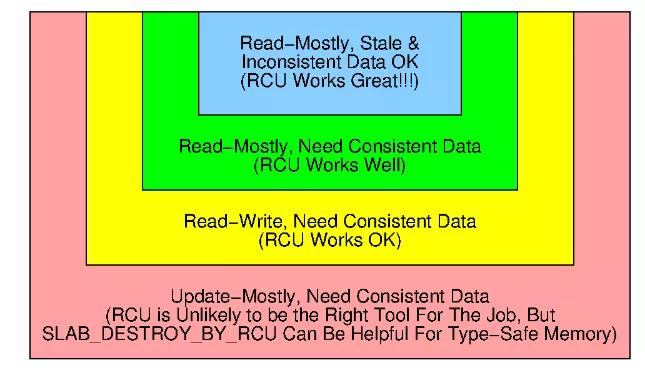 Read−Mostly, Stale &
Inconsistent Data OK
(RCU Works Great!!!)
Read−Mostly, Need Consistent Data
(RCU Works Well)
Read−Write, Need Consistent Data
(RCU Works OK)
Update−Mostly, Need Consistent Data
(RCU is Unlikely to be the Right Tool For The Job, But
SLAB_DESTROY_BY_RCU Can Be Helpful For Type−Safe Memory)